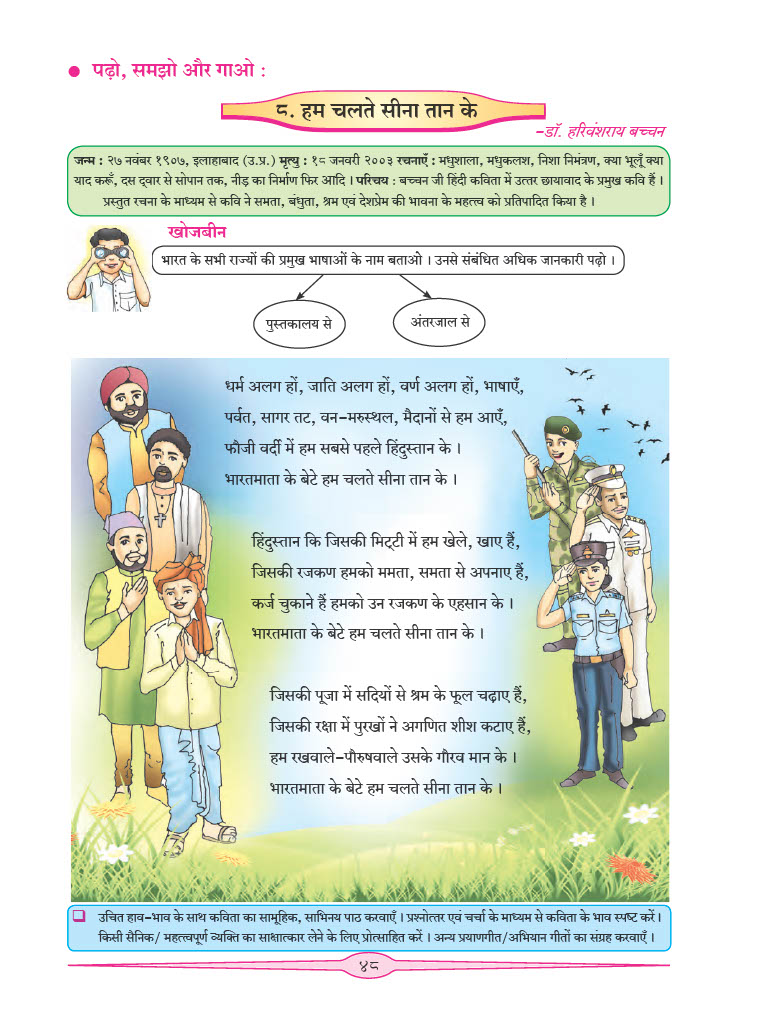 ● पढ़ो, समझो और गाओ :
८. हम चलते सीना तान के
-डॉ. हरिवंशराय बच्चन
जन्म : २७ नवंबर १९०७, इलाहाबाद (उ.प्र.) मृत्यु : १८ जनवरी २००३ रचनाएँ : मधुशाला, मधुकलश, निशा निमंत्रण, क्या भूलूँ क्या
याद करूँ, दस द्वार से सोपान तक, नीड़ का निर्माण फिर आदि । परिचय : बच्चन जी हिंदी कविता में उत्तर छायावाद के प्रमुख कवि हैं ।
प्रस्तुत रचना के माध्यम से कवि ने समता, बंधुता, श्रम एवं देशप्रेम की भावना के महत्त्व को प्रतिपादित किया है ।
खोजबीन
भारत के सभी राज्यों की प्रमुख भाषाओं के नाम बताओ । उनसे संबंधित अधिक जानकारी पढ़ो ।
पुस्तकालय से
अंतरजाल से
धर्म अलग हों, जाति अलग हों, वर्ण अलग हों, भाषाएँ,
पर्वत, सागर तट, वन-मरुस्थल, मैदानों से हम आएँ,
फौजी वर्दी में हम सबसे पहले हिंदुस्तान के ।
भारतमाता के बेटे हम चलते सीना तान के ।
हिंदुस्तान कि जिसकी मिट्टी में हम खेले, खाए हैं,
जिसकी रजकण हमको ममता, समता से अपनाए हैं,
कर्ज चुकाने हैं हमको उन रजकण के एहसान के ।
भारतमाता के बेटे हम चलते सीना तान के ।
जिसकी पूजा में सदियों से श्रम के फूल चढ़ाए हैं,
जिसकी रक्षा में पुरखों ने अगणित शीश कटाए हैं,
हम रखवाले-पौरुषवाले उसके गौरव मान के ।
भारतमाता के बेटे हम चलते सीना तान के ।
❑ उचित हाव-भाव के साथ कविता का सामूहिक, साभिनय पाठ करवाएँ । प्रश्नोत्तर एवं चर्चा के माध्यम से कविता के भाव स्पष्ट करें ।
किसी सैनिक/ महत्त्वपूर्ण व्यक्ति का साक्षात्कार लेने के लिए प्रोत्साहित करें । अन्य प्रयाणगीत/अभियान गीतों का संग्रह करवाएँ ।
४८